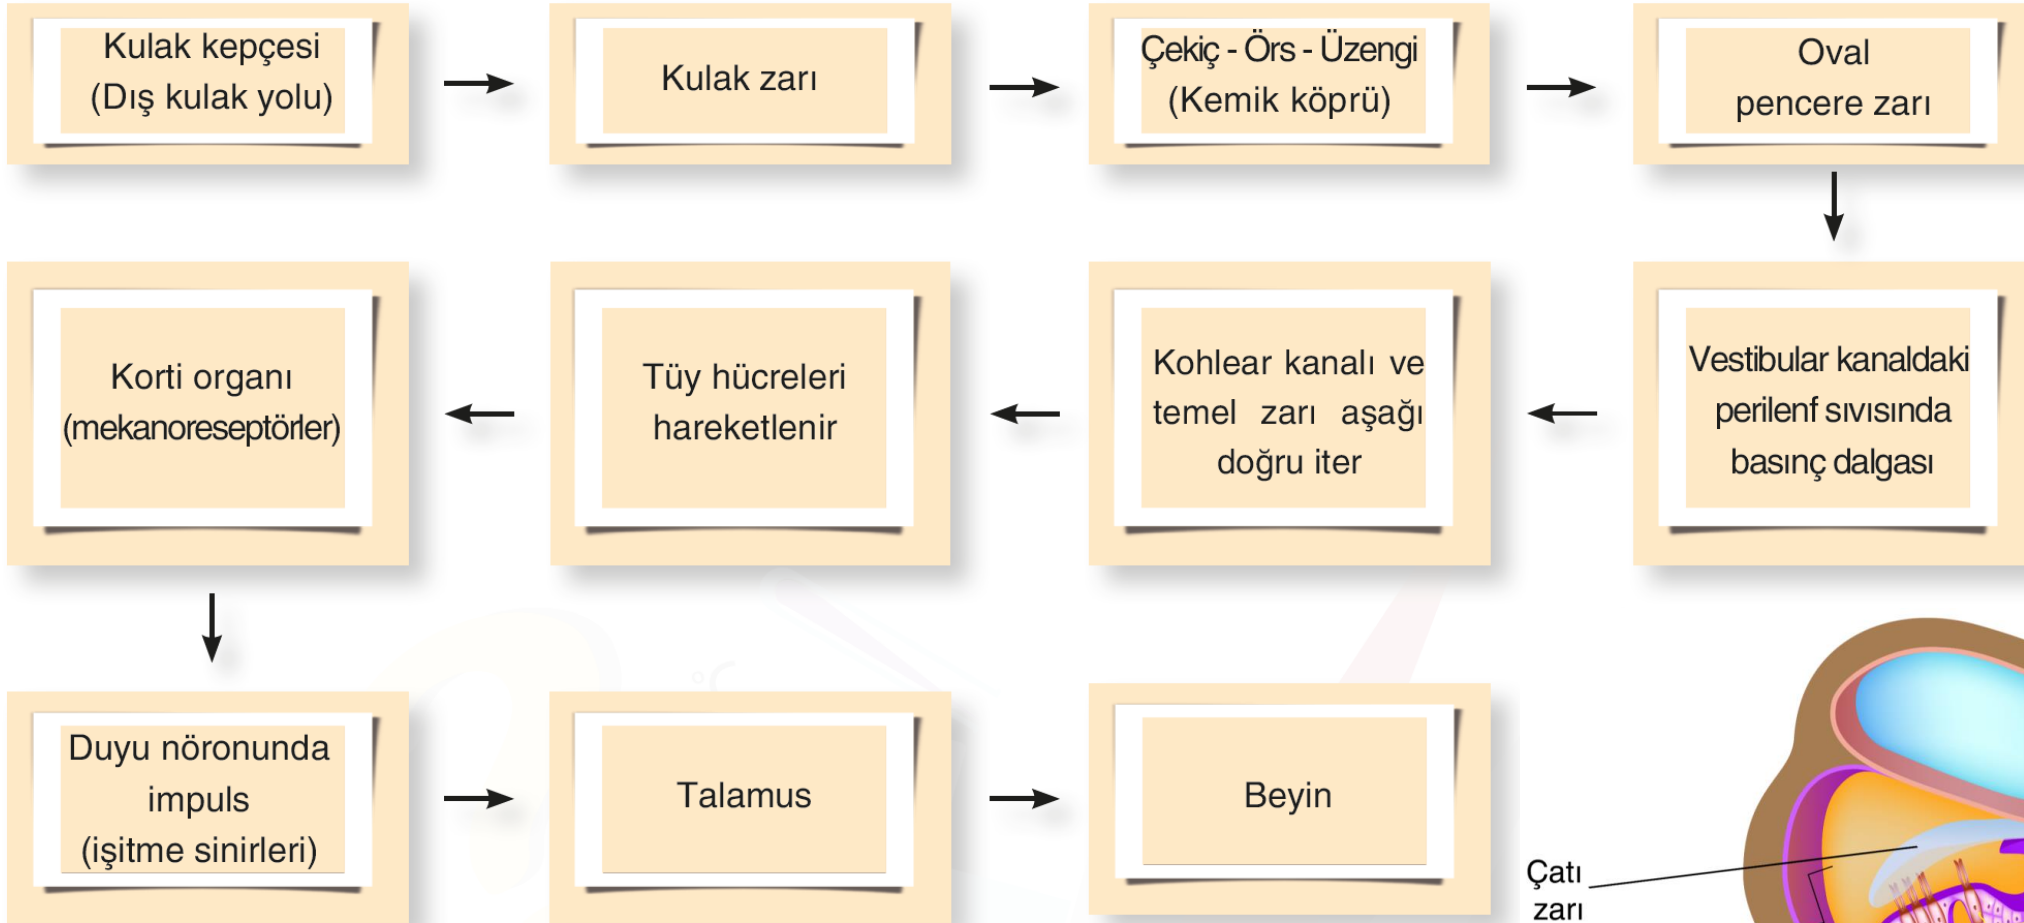 Kulak kepçesi
(Dış kulak yolu)
Kulak zarı
Çekiç - Örs - Üzengi
(Kemik köprü)
Oval
pencere zarı
Vestibular kanaldaki
perilenf sıvısında
basınç dalgası
Kohlear kanalı ve
temel zarı aşağı
doğru iter
Tüy hücreleri
hareketlenir
Korti organı
(mekanoreseptörler)
Duyu nöronunda
impuls
(işitme sinirleri)
Talamus
Beyin
Çatı
zarı